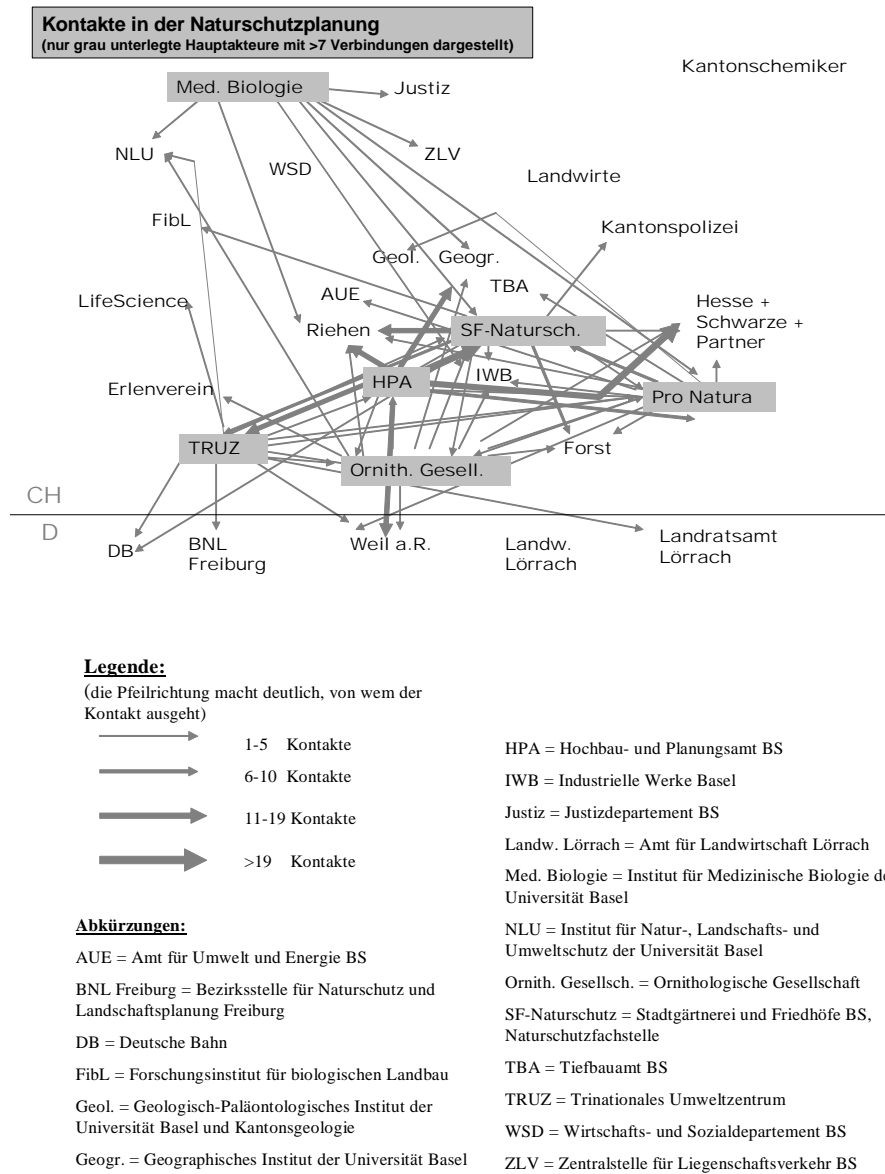 Kontakte in der Naturschutzplanung
(nur grau unterlegte Hauptakteure mit >7 Verbindungen dargestellt)
Kantonschemiker
Med. Biologie
Justiz
NLU
WSD
ZLV
Landwirte
FibL
Kantonspolizei
Geol.
Geogr.
TBA
AUE
LifeScience
Hesse +
Schwarze +
Partner
Riehen
SF-Natursch.
HPA
IWB
Erlenverein
Pro Natura
TRUZ
Forst
Ornith. Gesell.
CH
D
DB
BNL
Freiburg
Weil a.R.
Landw.
Lörrach
Landratsamt
Lörrach
Legende:
(die Pfeilrichtung macht deutlich, von wem der
Kontakt ausgeht)
1-5 Kontakte
6-10 Kontakte
11-19 Kontakte
>19 Kontakte
Abkürzungen:
AUE = Amt für Umwelt und Energie BS
BNL Freiburg = Bezirksstelle für Naturschutz und
Landschaftsplanung Freiburg
DB = Deutsche Bahn
FibL = Forschungsinstitut für biologischen Landbau
Geol. = Geologisch-Paläontologisches Institut der
Universität Basel und Kantonsgeologie
Geogr. = Geographisches Institut der Universität Basel
HPA = Hochbau- und Planungsamt BS
IWB = Industrielle Werke Basel
Justiz = Justizdepartement BS
Landw. Lörrach = Amt für Landwirtschaft Lörrach
Med. Biologie = Institut für Medizinische Biologie
Universität Basel
NLU = Institut für Natur-, Landschafts- und
Umweltschutz der Universität Basel
Ornith. Gesellsch. = Ornithologische Gesellschaft
SF-Naturschutz = Stadtgärtnerei und Friedhöfe BS,
Naturschutzfachstelle
TBA = Tiefbauamt BS
TRUZ = Trinationales Umweltzentrum
WSD = Wirtschafts- und Sozialdepartement BS
ZLV = Zentralstelle für Liegenschaftsverkehr BS